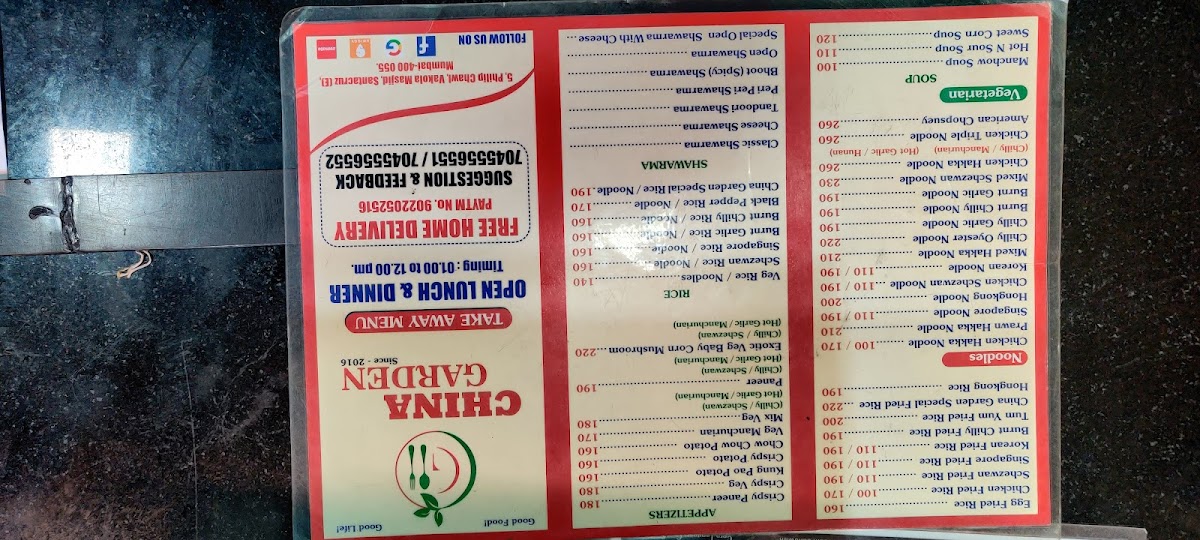 Egg Fried Rice 160
Chicken Fried Rice 100 / 170
Schezwan Fried Rice 110 / 190
Singapore Fried Rice 110 / 190
Korean Fried Rice 110 / 190
Burnt Chilly Fried Rice 190
Tum Yum Fried Rice 200
China Garden Special Fried Rice 220
Hongkong Rice 190
Noodles
Chicken Hakka Noodle 100 / 170
Prawn Hakka Noodle 210
Singapore Noodle 110 / 190
Hongkong Noodle 200
Chicken Schezwan Noodle 110 / 190
Korean Noodle 110 / 190
Mixed Hakka Noodle 210
Chilly Oyester Noodle 220
Chilly Garlic Noodle 190
Burnt Chilly Noodle 190
Burnt Garlic Noodle 190
Mixed Schezwan Noodle 230
Chicken Hakka Noodle 260
(Chilly / Manchurian) (Hot Garlic / Hunan)
Chicken Triple Noodle 260
American Chopsuey 260
Vegetarian
SOUP
Manchow Soup 100
Hot N Sour Soup 110
Sweet Corn Soup 120
APPETIZERS
Crispy Paneer 180
Crispy Veg 180
Kung Pao Potato 160
Crispy Potato 160
Chow Chow Potato 160
Veg Manchurian 170
Mix Veg 180
(Chilly / Schezwan)
(Hot Garlic / Manchurian)
Paneer 190
(Chilly / Schezwan)
(Hot Garlic / Manchurian)
Exotic Veg Baby Corn Mushroom 220
(Chilly / Schezwan)
(Hot Garlic / Manchurian)
RICE
Veg Rice / Noodles 140
Schezwan Rice / Noodle 160
Singapore Rice / Noodle 160
Burnt Garlic Rice / Noodle 160
Burnt Chilly Rice / Noodle 160
Black Pepper Rice / Noodle 170
China Garden Special Rice / Noodle 190
SHAWARMA
Classic Shawarma
Cheese Shawarma
Tandoori Shawarma
Peri Peri Shawarma
Bhoot (Spicy) Shawarma
Open Shawarma
Special Open Shawarma With Cheese
Good Food! Good Life!
CHINA
GARDEN
Since - 2016
TAKE AWAY MENU
OPEN LUNCH & DINNER
Timing : 01.00 to 12.00 pm.
FREE HOME DELIVERY
PAYTM No. 9022052516
SUGGESTION & FEEDBACK
7045556551 / 7045556552
5, Philip Chawl, Vakola Masjid, Santacruz (E),
Mumbai-400 055.
FOLLOW US ON